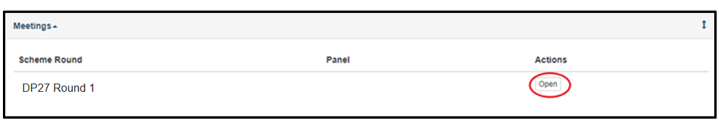 Meetings
Scheme Round Panel Actions
DP27 Round 1 Open